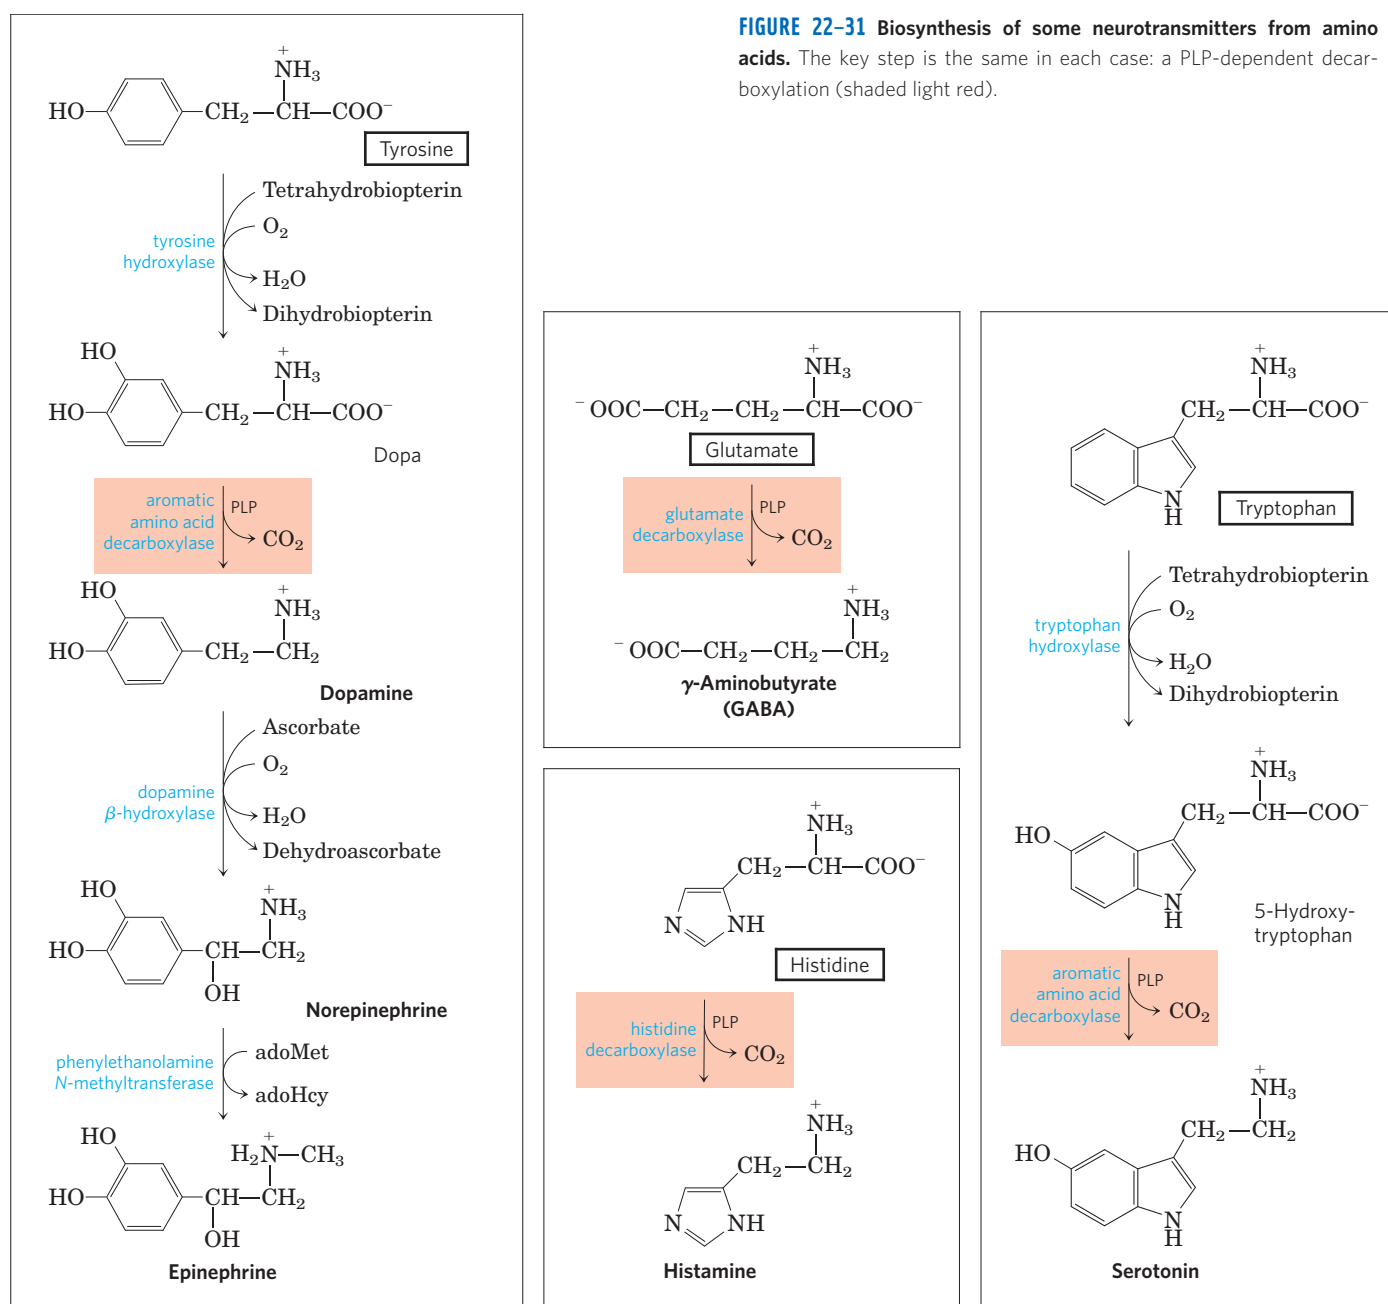 FIGURE 22–31 Biosynthesis of some neurotransmitters from amino
acids. The key step is the same in each case: a PLP-dependent decar-
boxylation (shaded light red).
+
NH₃
HO CH₂—CH—COO⁻
Tyrosine
Tetrahydrobiopterin
O₂
tyrosine
hydroxylase
H₂O
Dihydrobiopterin
HO
+
NH₃
HO CH₂—CH—COO⁻
Dopa
aromatic
amino acid
decarboxylase
PLP
CO₂
HO
+
NH₃
HO CH₂—CH₂
Dopamine
Ascorbate
O₂
dopamine
β-hydroxylase
H₂O
Dehydroascorbate
HO
+
NH₃
HO CH—CH₂
OH
Norepinephrine
phenylethanolamine
N-methyltransferase
adoMet
adoHcy
HO
+
H₂N—CH₃
HO CH—CH₂
OH
Epinephrine
+
NH₃
⁻OOC—CH₂—CH₂—CH—COO⁻
Glutamate
glutamate
decarboxylase
PLP
CO₂
+
NH₃
⁻OOC—CH₂—CH₂—CH₂
γ-Aminobutyrate
(GABA)
+
NH₃
CH₂—CH—COO⁻
N NH
Histidine
histidine
decarboxylase
PLP
CO₂
+
NH₃
CH₂—CH₂
N NH
Histamine
+
NH₃
CH₂—CH—COO⁻
N
H
Tryptophan
Tetrahydrobiopterin
O₂
tryptophan
hydroxylase
H₂O
Dihydrobiopterin
+
NH₃
CH₂—CH—COO⁻
HO
N
H
5-Hydroxy-
tryptophan
aromatic
amino acid
decarboxylase
PLP
CO₂
+
NH₃
CH₂—CH₂
HO
N
H
Serotonin